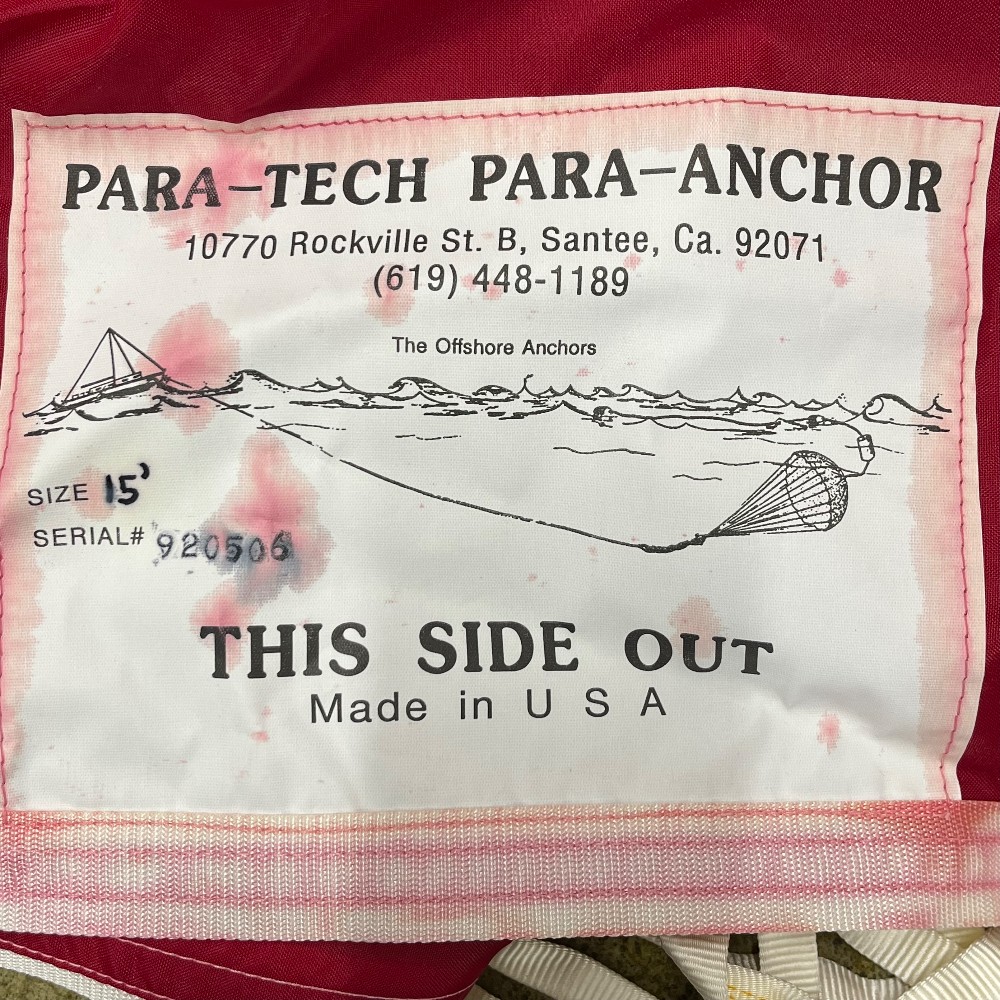 PARA-TECH PARA-ANCHOR
10770 Rockville St. B, Santee, Ca. 92071
(619) 448-1189
The Offshore Anchors
SIZE 15'
SERIAL# 920506
THIS SIDE OUT
Made in U S A